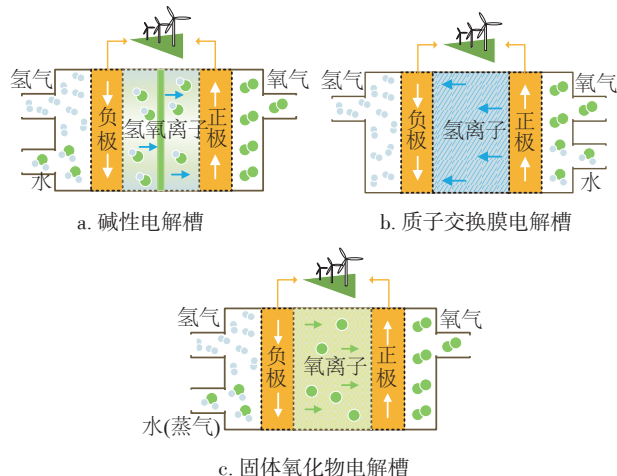 氢气
氧气
负极
氢氧离子
正极
水
a. 碱性电解槽
氢气
氧气
负极
氢离子
正极
水
b. 质子交换膜电解槽
氢气
氧气
负极
氧离子
正极
水(蒸气)
c. 固体氧化物电解槽